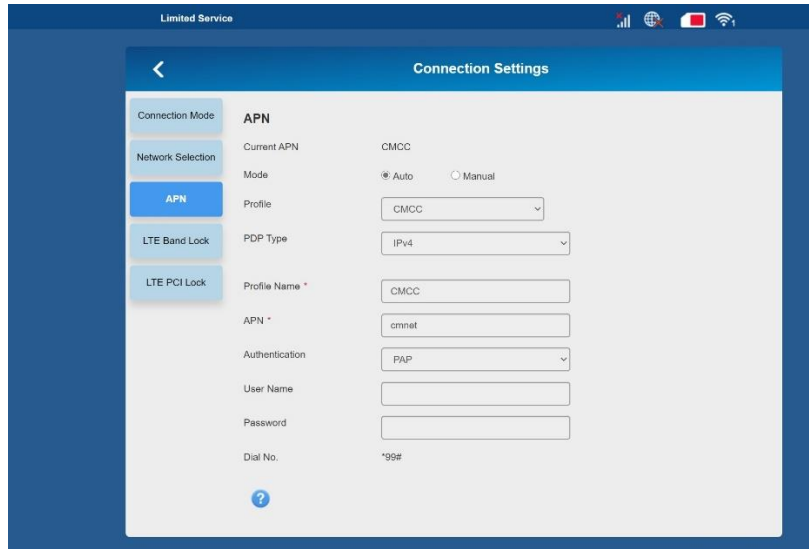 Limited Service
1
Connection Settings
Connection Mode
Network Selection
APN
LTE Band Lock
LTE PCI Lock
APN
Current APN CMCC
Mode Auto Manual
Profile CMCC
PDP Type IPv4
Profile Name * CMCC
APN * cmnet
Authentication PAP
User Name
Password
Dial No. *99#
?